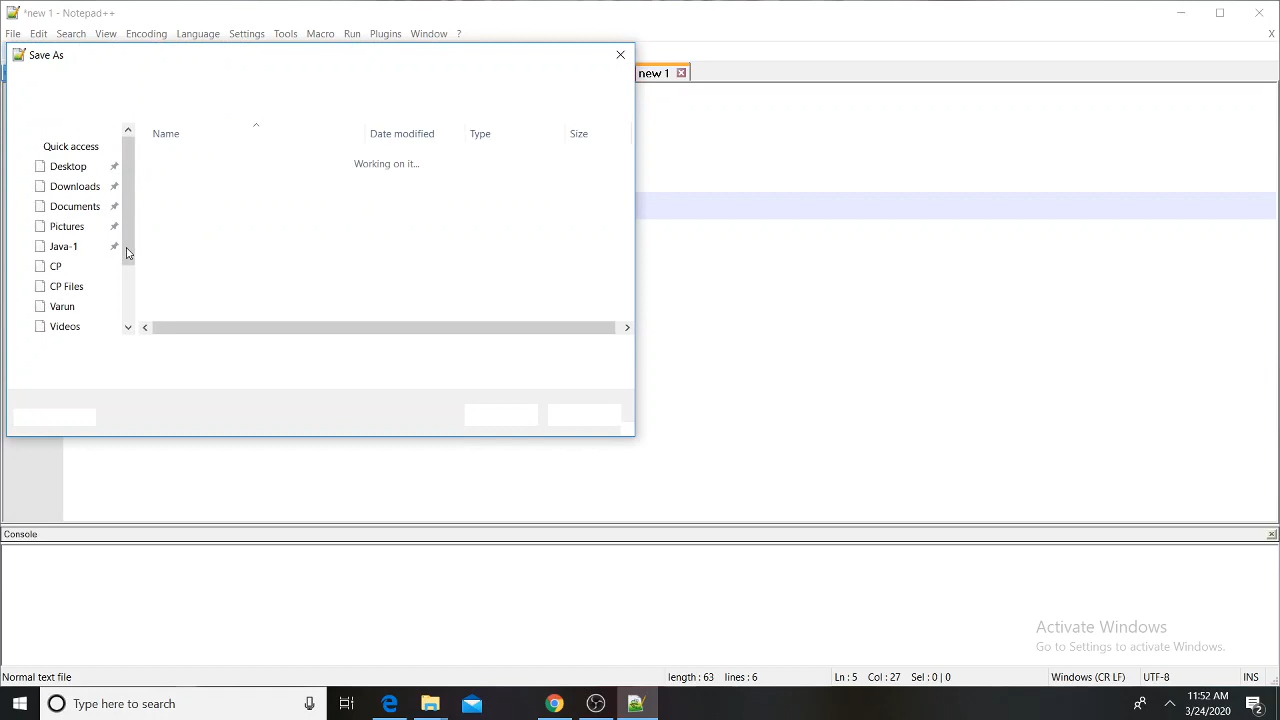 *new 1 - Notepad++
File Edit Search View Encoding Language Settings Tools Macro Run Plugins Window ? X
Save As
new 1
Name Date modified Type Size
Working on it...
Quick access
Desktop
Downloads
Documents
Pictures
Java-1
CP
CP Files
Varun
Videos
Console
Activate Windows
Go to Settings to activate Windows.
Normal text file length : 63 lines : 6 Ln : 5 Col : 27 Sel : 0 | 0 Windows (CR LF) UTF-8 INS
Type here to search
11:52 AM
3/24/2020
2